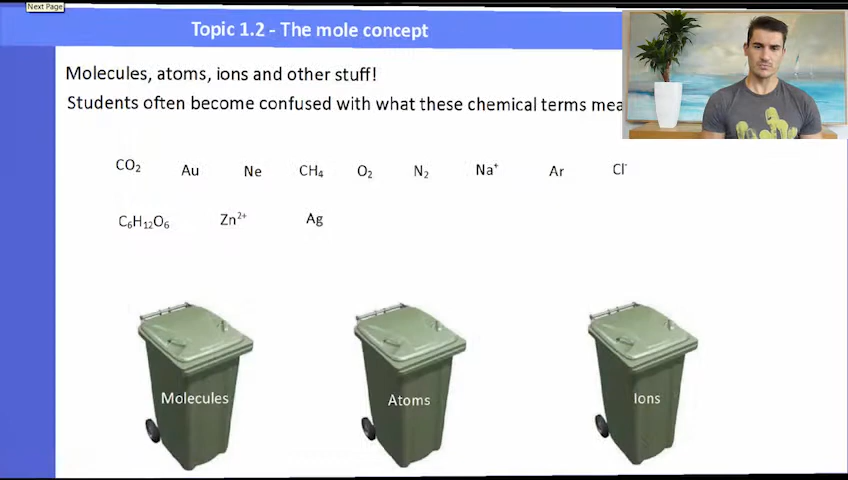 Next Page
Topic 1.2 - The mole concept
Molecules, atoms, ions and other stuff!
Students often become confused with what these chemical terms mea
CO₂ Au Ne CH₄ O₂ N₂ Na⁺ Ar Cl⁻
C₆H₁₂O₆ Zn²⁺ Ag
Molecules Atoms Ions